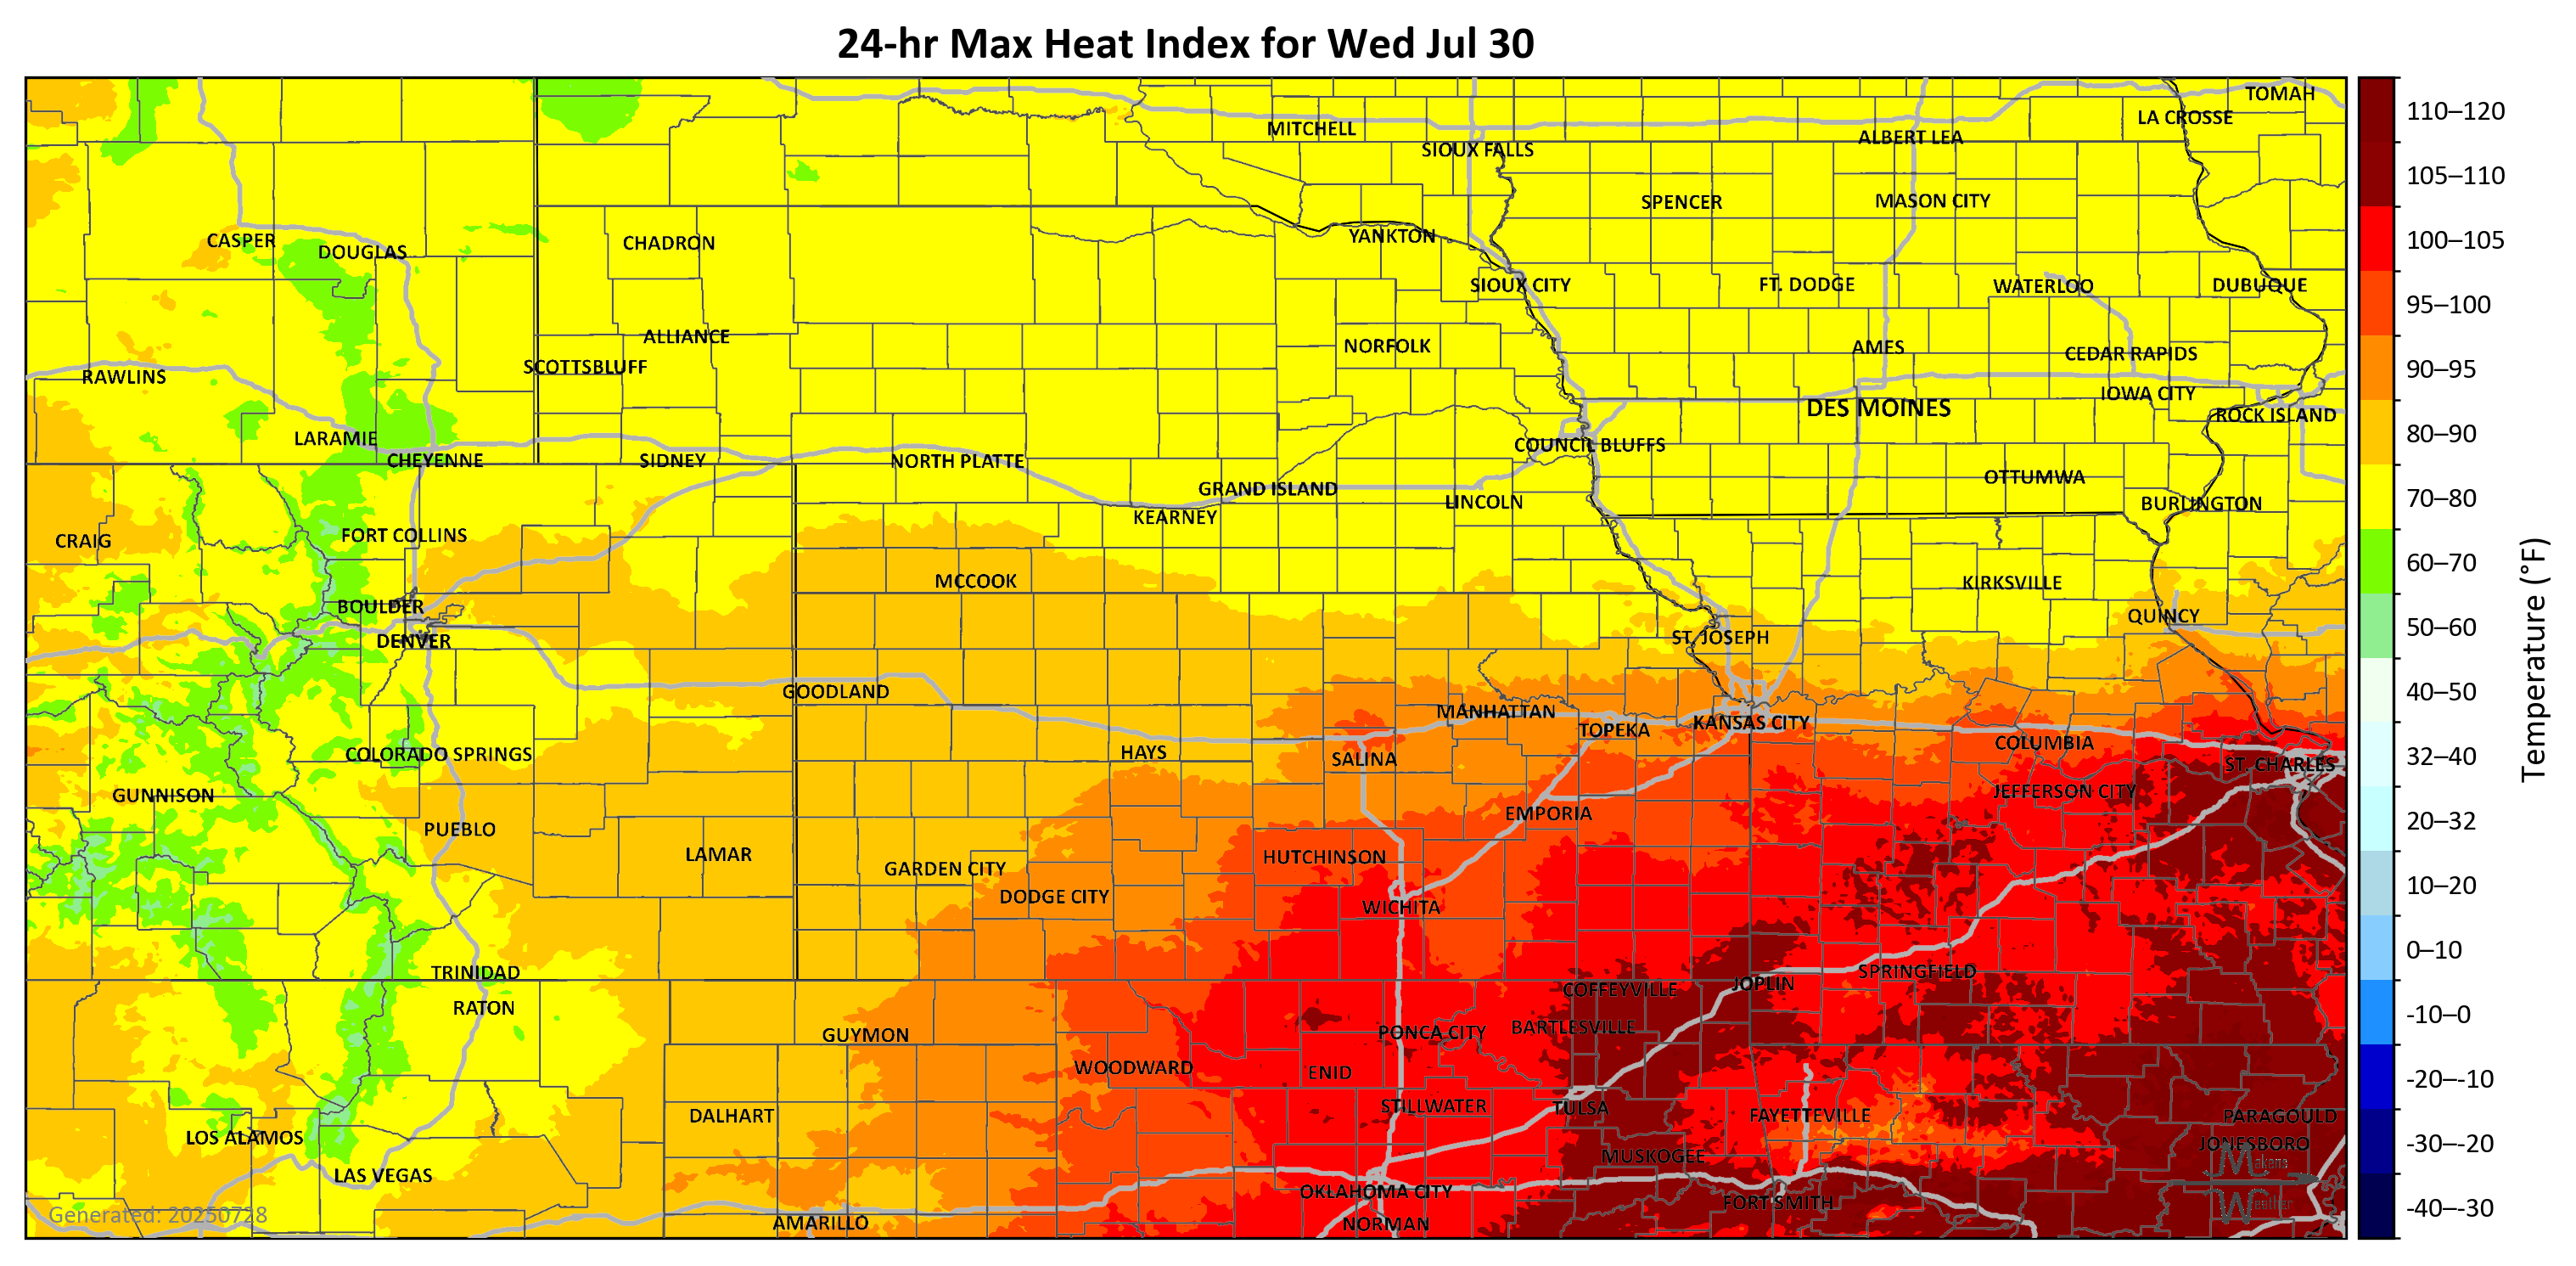 24-hr Max Heat Index for Wed Jul 30
TOMAH
LA CROSSE
MITCHELL
ALBERT LEA
SIOUX FALLS
SPENCER
MASON CITY
CASPER
DOUGLAS
CHADRON
YANKTON
SIOUX CITY
FT. DODGE
WATERLOO
DUBUQUE
ALLIANCE
NORFOLK
AMES
CEDAR RAPIDS
SCOTTSBLUFF
RAWLINS
IOWA CITY
DES MOINES
ROCK ISLAND
LARAMIE
COUNCIL BLUFFS
CHEYENNE
SIDNEY
NORTH PLATTE
OTTUMWA
GRAND ISLAND
LINCOLN
BURLINGTON
KEARNEY
CRAIG
FORT COLLINS
MCCOOK
KIRKSVILLE
BOULDER
QUINCY
DENVER
ST. JOSEPH
GOODLAND
MANHATTAN
TOPEKA
KANSAS CITY
COLUMBIA
COLORADO SPRINGS
HAYS
SALINA
ST. CHARLES
GUNNISON
JEFFERSON CITY
EMPORIA
PUEBLO
LAMAR
HUTCHINSON
GARDEN CITY
DODGE CITY
WICHITA
TRINIDAD
SPRINGFIELD
JOPLIN
COFFEYVILLE
RATON
GUYMON
PONCA CITY
BARTLESVILLE
WOODWARD
ENID
STILLWATER
TULSA
DALHART
FAYETTEVILLE
PARAGOULD
LOS ALAMOS
JONESBORO
MUSKOGEE
LAS VEGAS
OKLAHOMA CITY
FORT SMITH
AMARILLO
NORMAN
Generated: 20250728
Makens
Weather
110–120
105–110
100–105
95–100
90–95
80–90
70–80
60–70
50–60
40–50
32–40
20–32
10–20
0–10
-10–0
-20–-10
-30–-20
-40–-30
Temperature (°F)